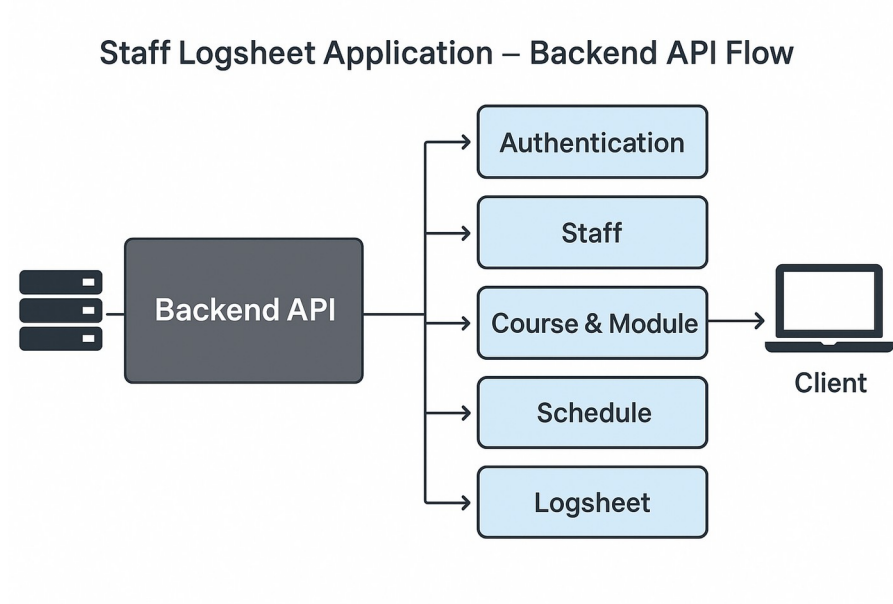 Staff Logsheet Application – Backend API Flow
Authentication
Staff
Backend API
Course & Module
Client
Schedule
Logsheet